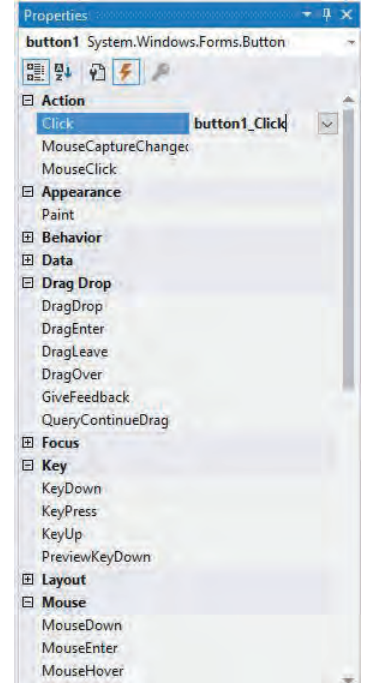 Properties
button1 System.Windows.Forms.Button
Action
Click button1_Click
MouseCaptureChanged
MouseClick
Appearance
Paint
Behavior
Data
Drag Drop
DragDrop
DragEnter
DragLeave
DragOver
GiveFeedback
QueryContinueDrag
Focus
Key
KeyDown
KeyPress
KeyUp
PreviewKeyDown
Layout
Mouse
MouseDown
MouseEnter
MouseHover